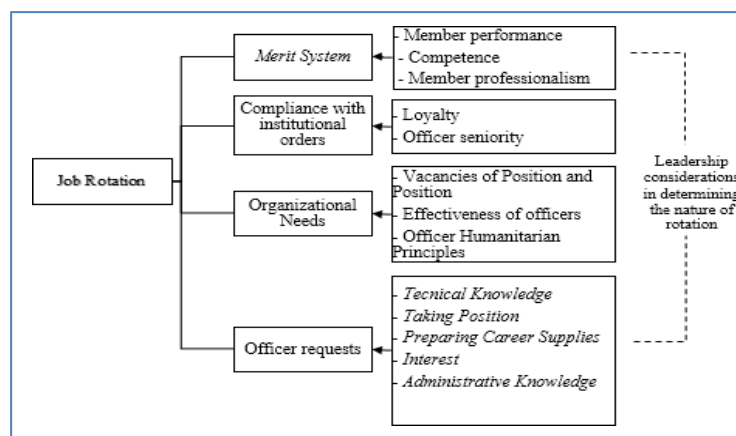 Merit System
- Member performance
- Competence
- Member professionalism
Compliance with
institutional
orders
- Loyalty
- Officer seniority
Job Rotation
Organizational
Needs
- Vacancies of Position and
Position
- Effectiveness of officers
- Officer Humanitarian
Principles
Officer requests
- Tecnical Knowledge
- Taking Position
- Preparing Career Supplies
- Interest
- Administrative Knowledge
Leadership
considerations
in determining
the nature of
rotation